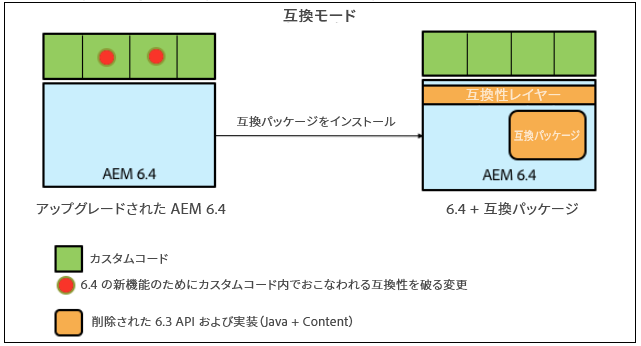 互換モード
互換パッケージをインストール
互換性レイヤー
互換パッケージ
AEM 6.4
AEM 6.4
アップグレードされた AEM 6.4
6.4 + 互換パッケージ
カスタムコード
6.4 の新機能のためにカスタムコード内でおこなわれる互換性を破る変更
削除された 6.3 API および実装（Java + Content）